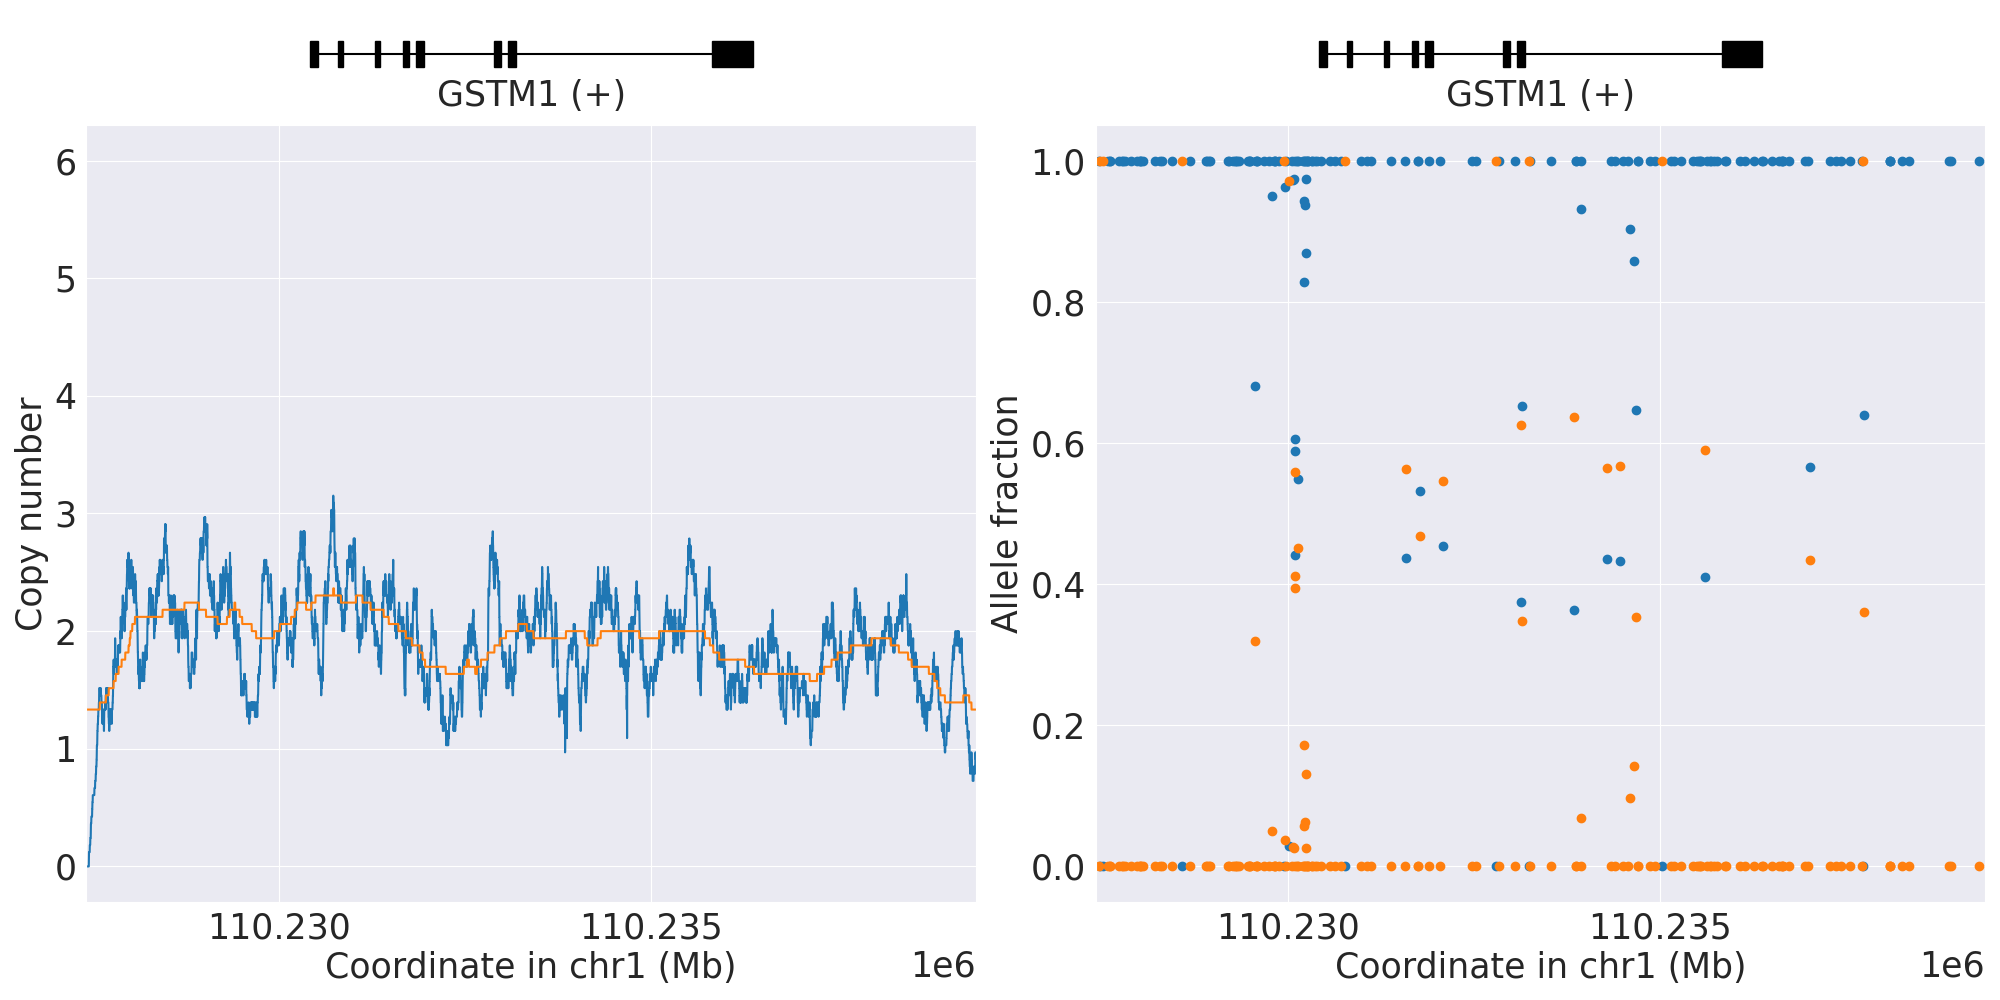 GSTM1 (+)
6
5
4
3
2
1
0
Copy number
110.230
110.235
Coordinate in chr1 (Mb)
1e6
GSTM1 (+)
1.0
0.8
0.6
0.4
0.2
0.0
Allele fraction
110.230
110.235
Coordinate in chr1 (Mb)
1e6